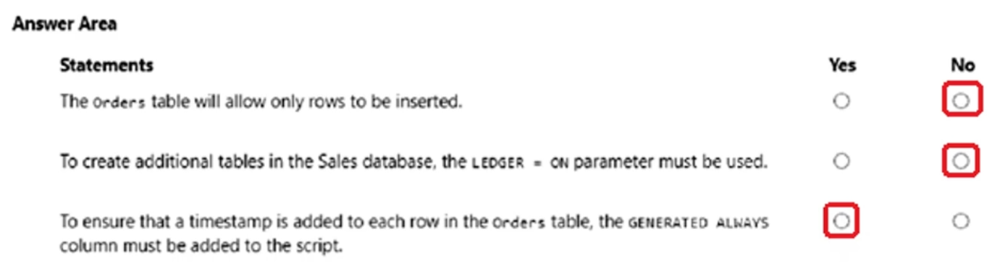 Answer Area
Statements Yes No
The orders table will allow only rows to be inserted.
To create additional tables in the Sales database, the LEDGER = ON parameter must be used.
To ensure that a timestamp is added to each row in the orders table, the GENERATED ALWAYS
column must be added to the script.